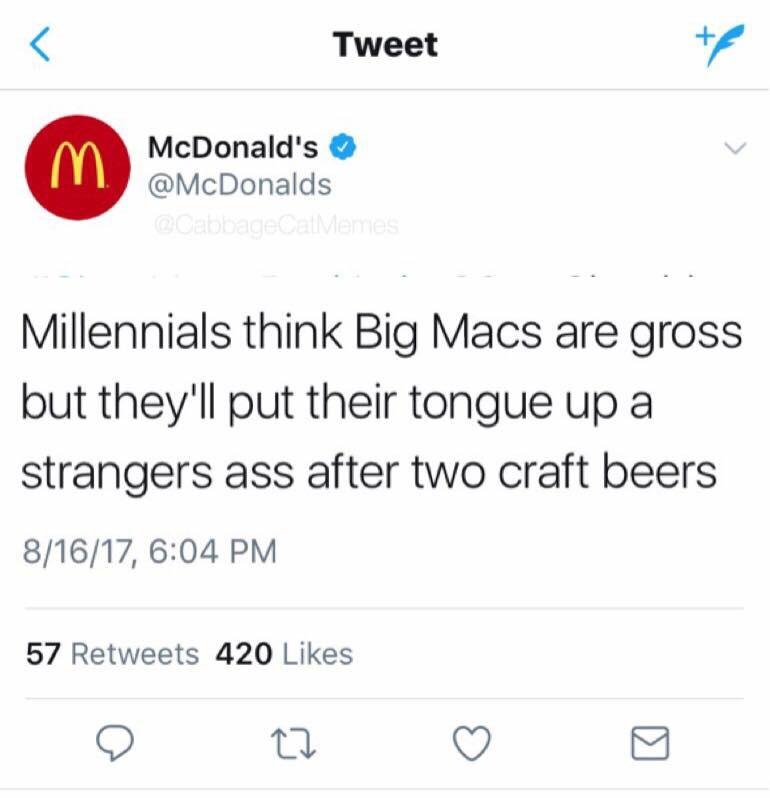 Tweet
McDonald's
@McDonalds
@CabbageCatMemes
Millennials think Big Macs are gross
but they'll put their tongue up a
strangers ass after two craft beers
8/16/17, 6:04 PM
57 Retweets 420 Likes